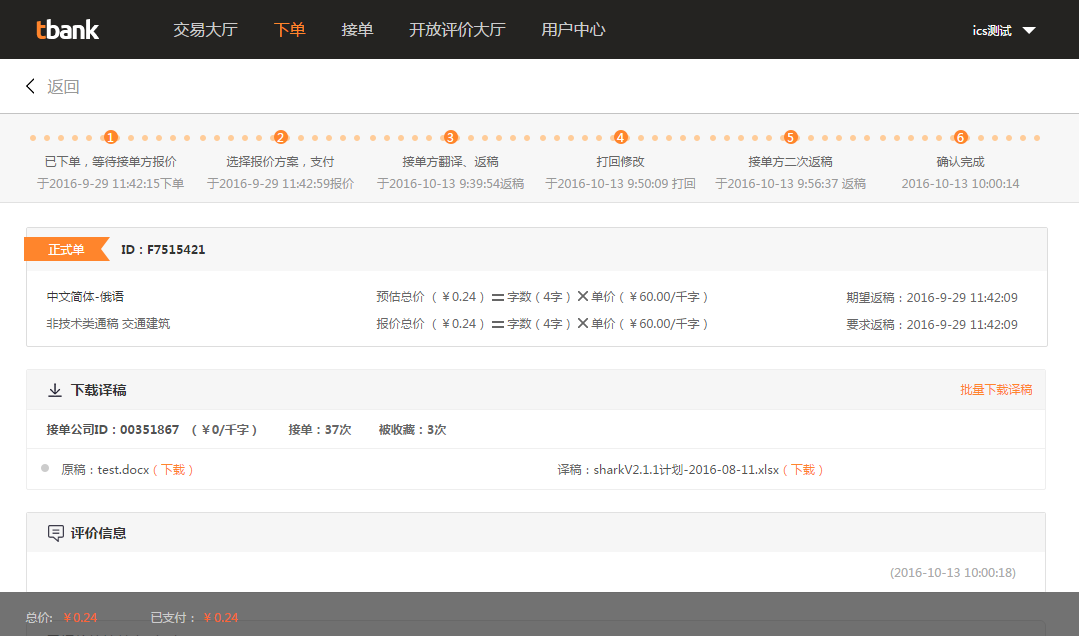 tbank 交易大厅 下单 接单 开放评价大厅 用户中心 ics测试
返回
1 2 3 4 5 6
已下单，等待接单方报价 选择报价方案，支付 接单方翻译、返稿 打回修改 接单方二次返稿 确认完成
于2016-9-29 11:42:15下单 于2016-9-29 11:42:59报价 于2016-10-13 9:39:54返稿 于2016-10-13 9:50:09 打回 于2016-10-13 9:56:37 返稿 2016-10-13 10:00:14
正式单 ID：F7515421
中文简体-俄语 预估总价（￥0.24）=字数（4字）×单价（￥60.00/千字） 期望返稿：2016-9-29 11:42:09
非技术类通稿 交通建筑 报价总价（￥0.24）=字数（4字）×单价（￥60.00/千字） 要求返稿：2016-9-29 11:42:09
下载译稿 批量下载译稿
接单公司ID：00351867 （￥0/千字） 接单：37次 被收藏：3次
原稿：test.docx（下载） 译稿：sharkV2.1.1计划-2016-08-11.xlsx（下载）
评价信息
(2016-10-13 10:00:18)
总价: ￥0.24 已支付：￥0.24